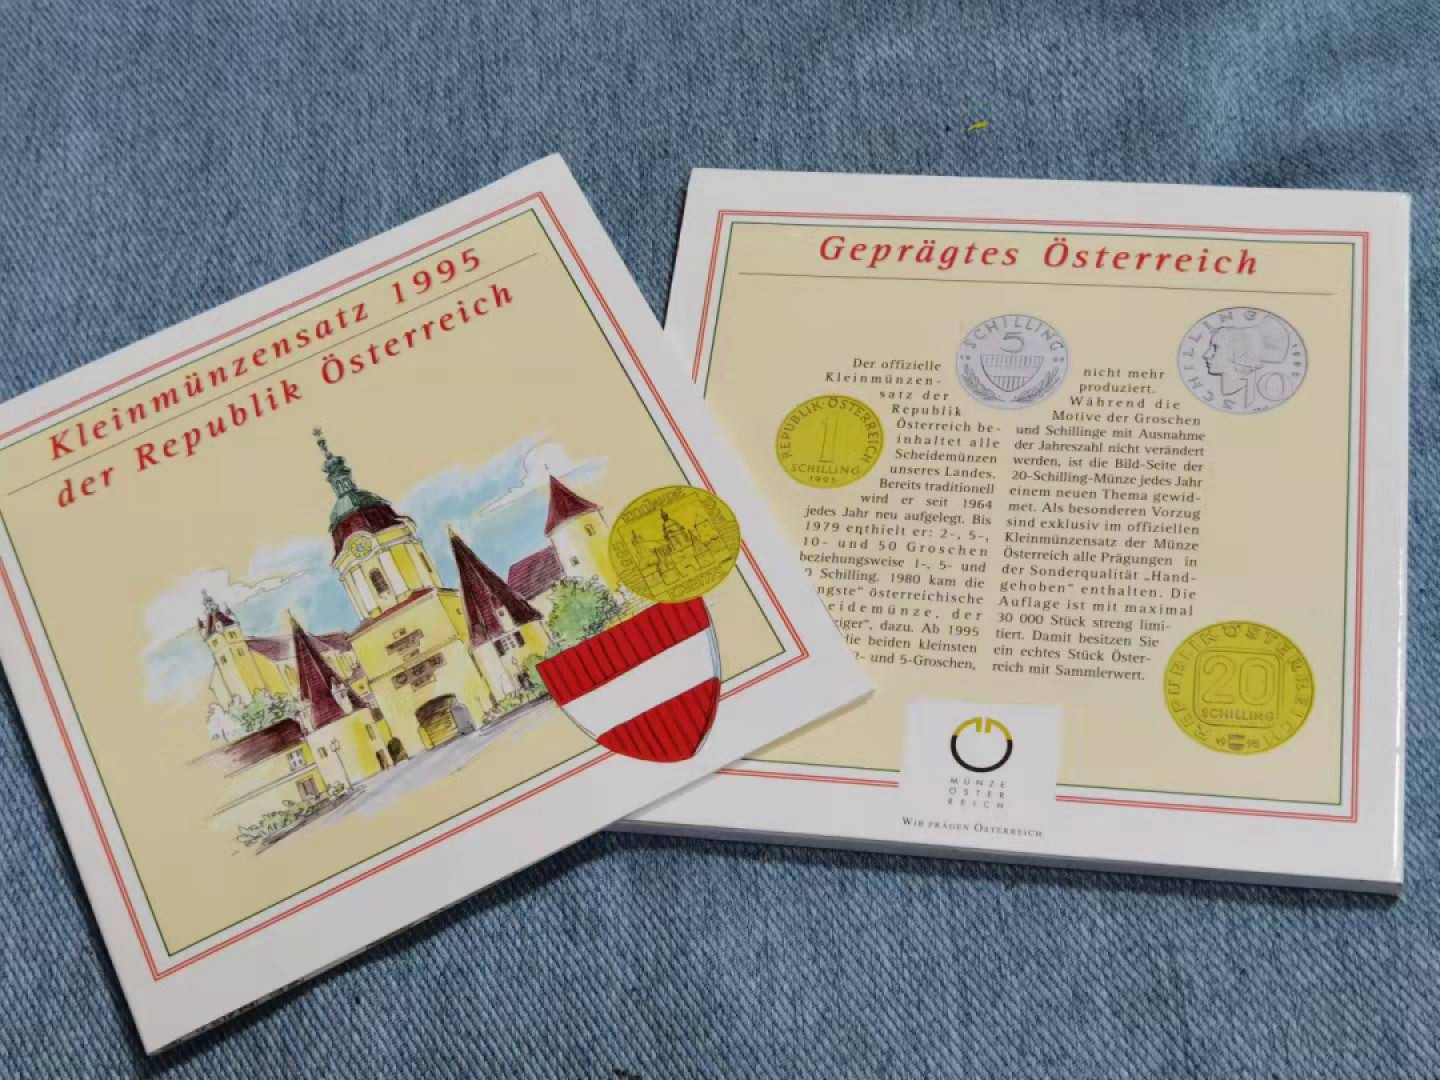 Kleinmünzensatz 1995
der Republik Österreich
Geprägtes Österreich
Der offizielle
Kleinmünzen-
satz der
Republik
Österreich be-
inhaltet alle
Scheidemünzen
unseres Landes.
Bereits traditionell
wird er seit 1964
jedes Jahr neu aufgelegt. Bis
1979 enthielt er: 2-, 5-,
10- und 50 Groschen
beziehungsweise 1-, 5- und
Schilling. 1980 kam die
österreichische
der
dazu. Ab 1995
die beiden kleinsten
und 5-Groschen,
nicht mehr
produziert.
Während die
Motive der Groschen
und Schillinge mit Ausnahme
der Jahreszahl nicht verändert
werden, ist die Bild-Seite der
20-Schilling-Münze jedes Jahr
einem neuen Thema gewid-
met. Als besonderen Vorzug
sind exklusiv im offiziellen
Kleinmünzensatz der Münze
Österreich alle Prägungen in
der Sonderqualität „Hand-
gehoben" enthalten. Die
Auflage ist mit maximal
30 000 Stück streng limi-
tiert. Damit besitzen Sie
ein echtes Stück Öster-
reich mit Sammlerwert.
SCHILLING
5
SCHILLING
10
REPUBLIK·ÖSTERREICH
1
SCHILLING
1995
REPUBLIK ÖSTERREICH
20
SCHILLING
19 95
MÜNZE
ÖSTER
REICH
WIR PRÄGEN ÖSTERREICH